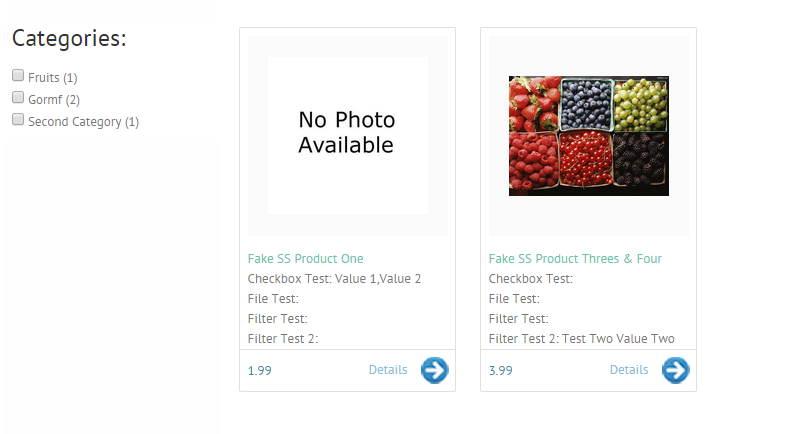 Categories:
Fruits (1)
Gormf (2)
Second Category (1)
No Photo
Available
Fake SS Product One
Checkbox Test: Value 1,Value 2
File Test:
Filter Test:
Filter Test 2:
1.99
Details
Fake SS Product Threes & Four
Checkbox Test:
File Test:
Filter Test:
Filter Test 2: Test Two Value Two
3.99
Details